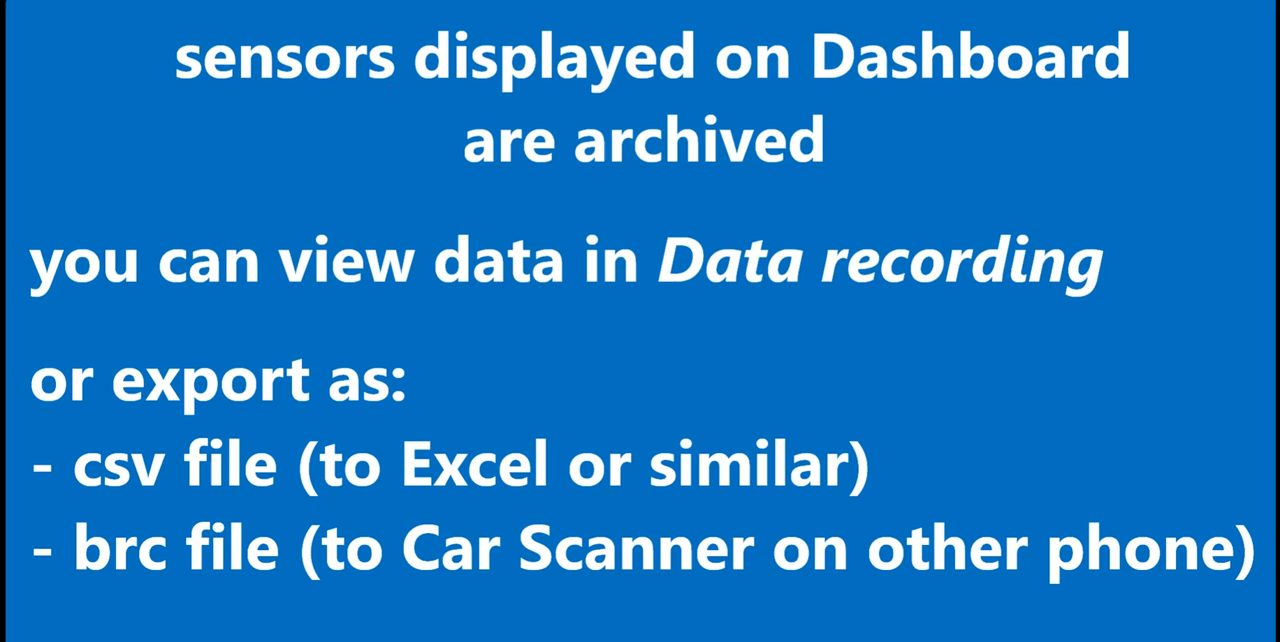 sensors displayed on Dashboard
are archived
you can view data in Data recording
or export as:
- csv file (to Excel or similar)
- brc file (to Car Scanner on other phone)